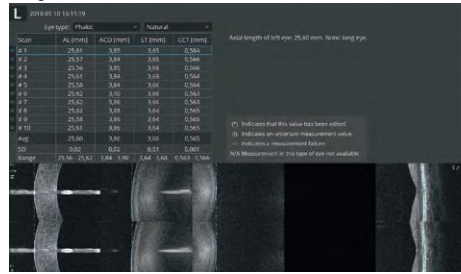 L 2018-01-10 16:11:19
Eye type: Phakic Natural
Scan AL [mm] ACD [mm] LT [mm] CCT [mm]
# 1 25,61 3,85 3,65 0,564
# 2 25,57 3,84 3,65 0,566
# 3 25,56 3,85 3,68 0,566
# 4 25,61 3,84 3,68 0,564
# 5 25,58 3,84 3,66 0,564
# 6 25,62 3,90 3,66 0,563
# 7 25,62 3,86 3,66 0,563
# 8 25,62 3,88 3,64 0,565
# 9 25,58 3,86 3,64 0,565
# 10 25,61 3,86 3,64 0,565
Avg 25,60 3,86 3,66 0,565
SD 0,02 0,02 0,01 0,001
Range 25,56 - 25,62 3,84 - 3,90 3,64 - 3,68 0,563 - 0,566
Axial length of left eye: 25,60 mm. Note: long eye.
(*) Indicates that this value has been edited
(!) Indicates an uncertain measurement value
--- Indicates a measurement failure
N/A Measurement in this type of eye not available